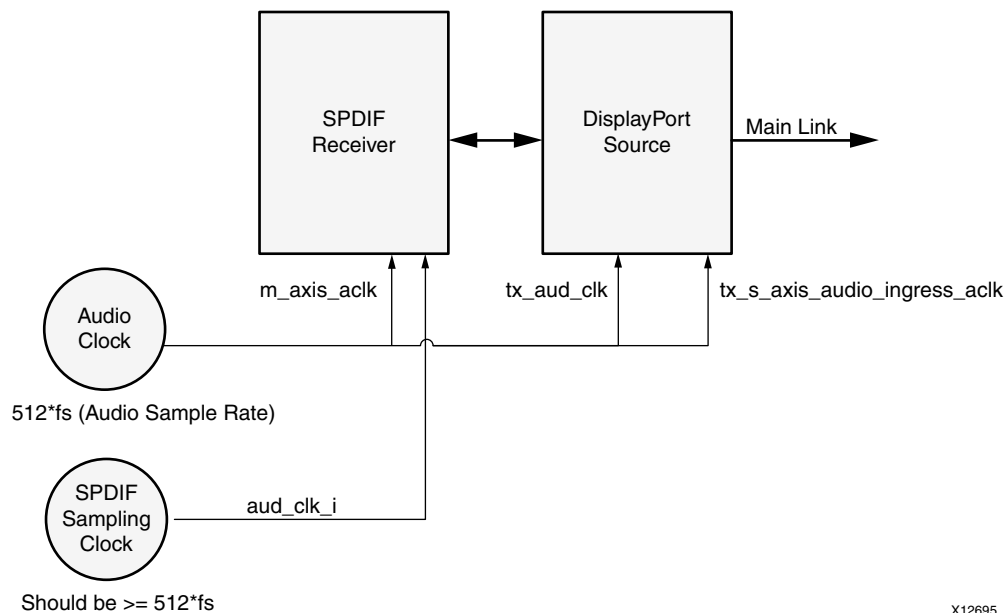 SPDIF
Receiver
DisplayPort
Source
Main Link
m_axis_aclk
tx_aud_clk
tx_s_axis_audio_ingress_aclk
Audio
Clock
512*fs (Audio Sample Rate)
SPDIF
Sampling
Clock
aud_clk_i
Should be >= 512*fs
X12695